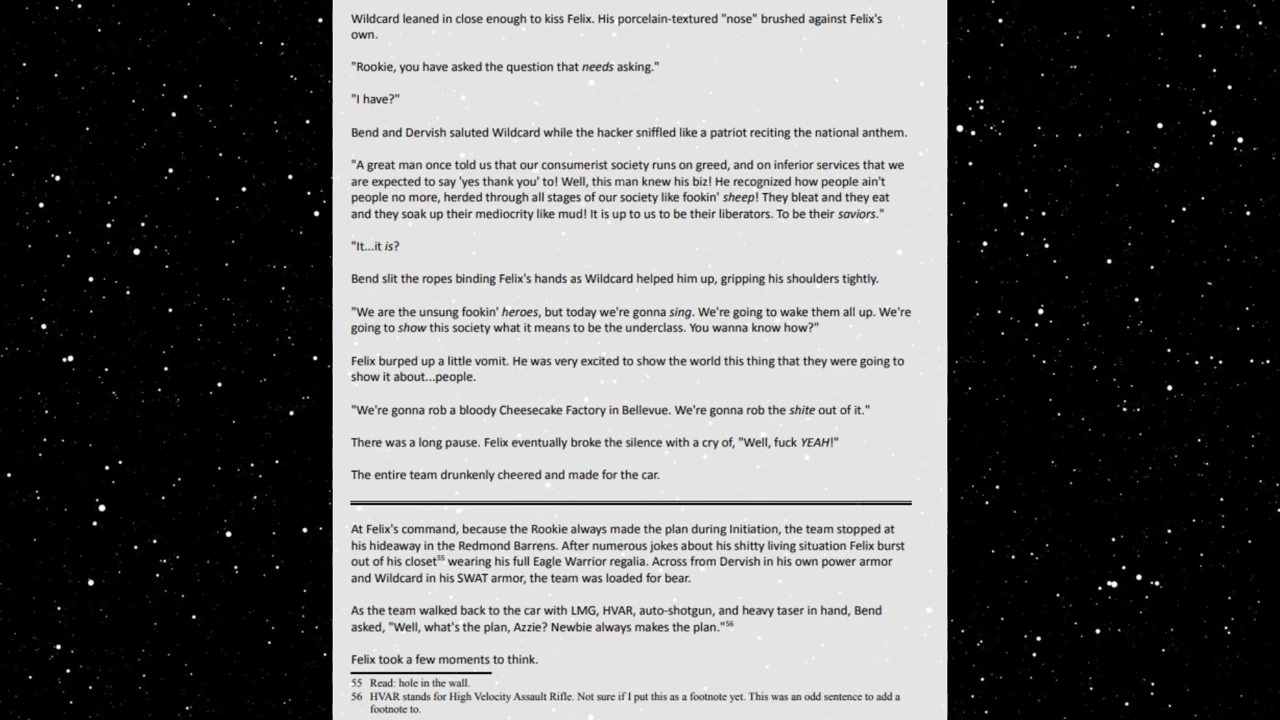 Wildcard leaned in close enough to kiss Felix. His porcelain-textured "nose" brushed against Felix's
own.
"Rookie, you have asked the question that needs asking."
"I have?"
Bend and Dervish saluted Wildcard while the hacker sniffled like a patriot reciting the national anthem.
"A great man once told us that our consumerist society runs on greed, and on inferior services that we
are expected to say 'yes thank you' to! Well, this man knew his biz! He recognized how people ain't
people no more, herded through all stages of our society like fookin' sheep! They bleat and they eat
and they soak up their mediocrity like mud! It is up to us to be their liberators. To be their saviors."
"It...it is?
Bend slit the ropes binding Felix's hands as Wildcard helped him up, gripping his shoulders tightly.
"We are the unsung fookin' heroes, but today we're gonna sing. We're going to wake them all up. We're
going to show this society what it means to be the underclass. You wanna know how?"
Felix burped up a little vomit. He was very excited to show the world this thing that they were going to
show it about...people.
"We're gonna rob a bloody Cheesecake Factory in Bellevue. We're gonna rob the shite out of it."
There was a long pause. Felix eventually broke the silence with a cry of, "Well, fuck YEAH!"
The entire team drunkenly cheered and made for the car.
At Felix's command, because the Rookie always made the plan during Initiation, the team stopped at
his hideaway in the Redmond Barrens. After numerous jokes about his shitty living situation Felix burst
out of his closet55 wearing his full Eagle Warrior regalia. Across from Dervish in his own power armor
and Wildcard in his SWAT armor, the team was loaded for bear.
As the team walked back to the car with LMG, HVAR, auto-shotgun, and heavy taser in hand, Bend
asked, "Well, what's the plan, Azzie? Newbie always makes the plan."56
Felix took a few moments to think.
55 Read: hole in the wall.
56 HVAR stands for High Velocity Assault Rifle. Not sure if I put this as a footnote yet. This was an odd sentence to add a
footnote to.